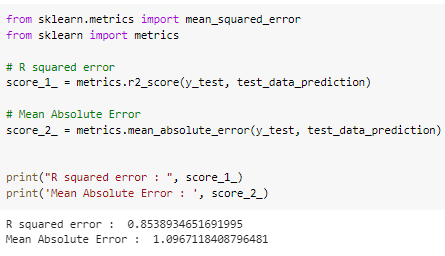 from sklearn.metrics import mean_squared_error
from sklearn import metrics
# R squared error
score_1_ = metrics.r2_score(y_test, test_data_prediction)
# Mean Absolute Error
score_2_ = metrics.mean_absolute_error(y_test, test_data_prediction)
print("R squared error : ", score_1_)
print('Mean Absolute Error : ', score_2_)
R squared error :  0.8538934651691995
Mean Absolute Error :  1.0967118408796481